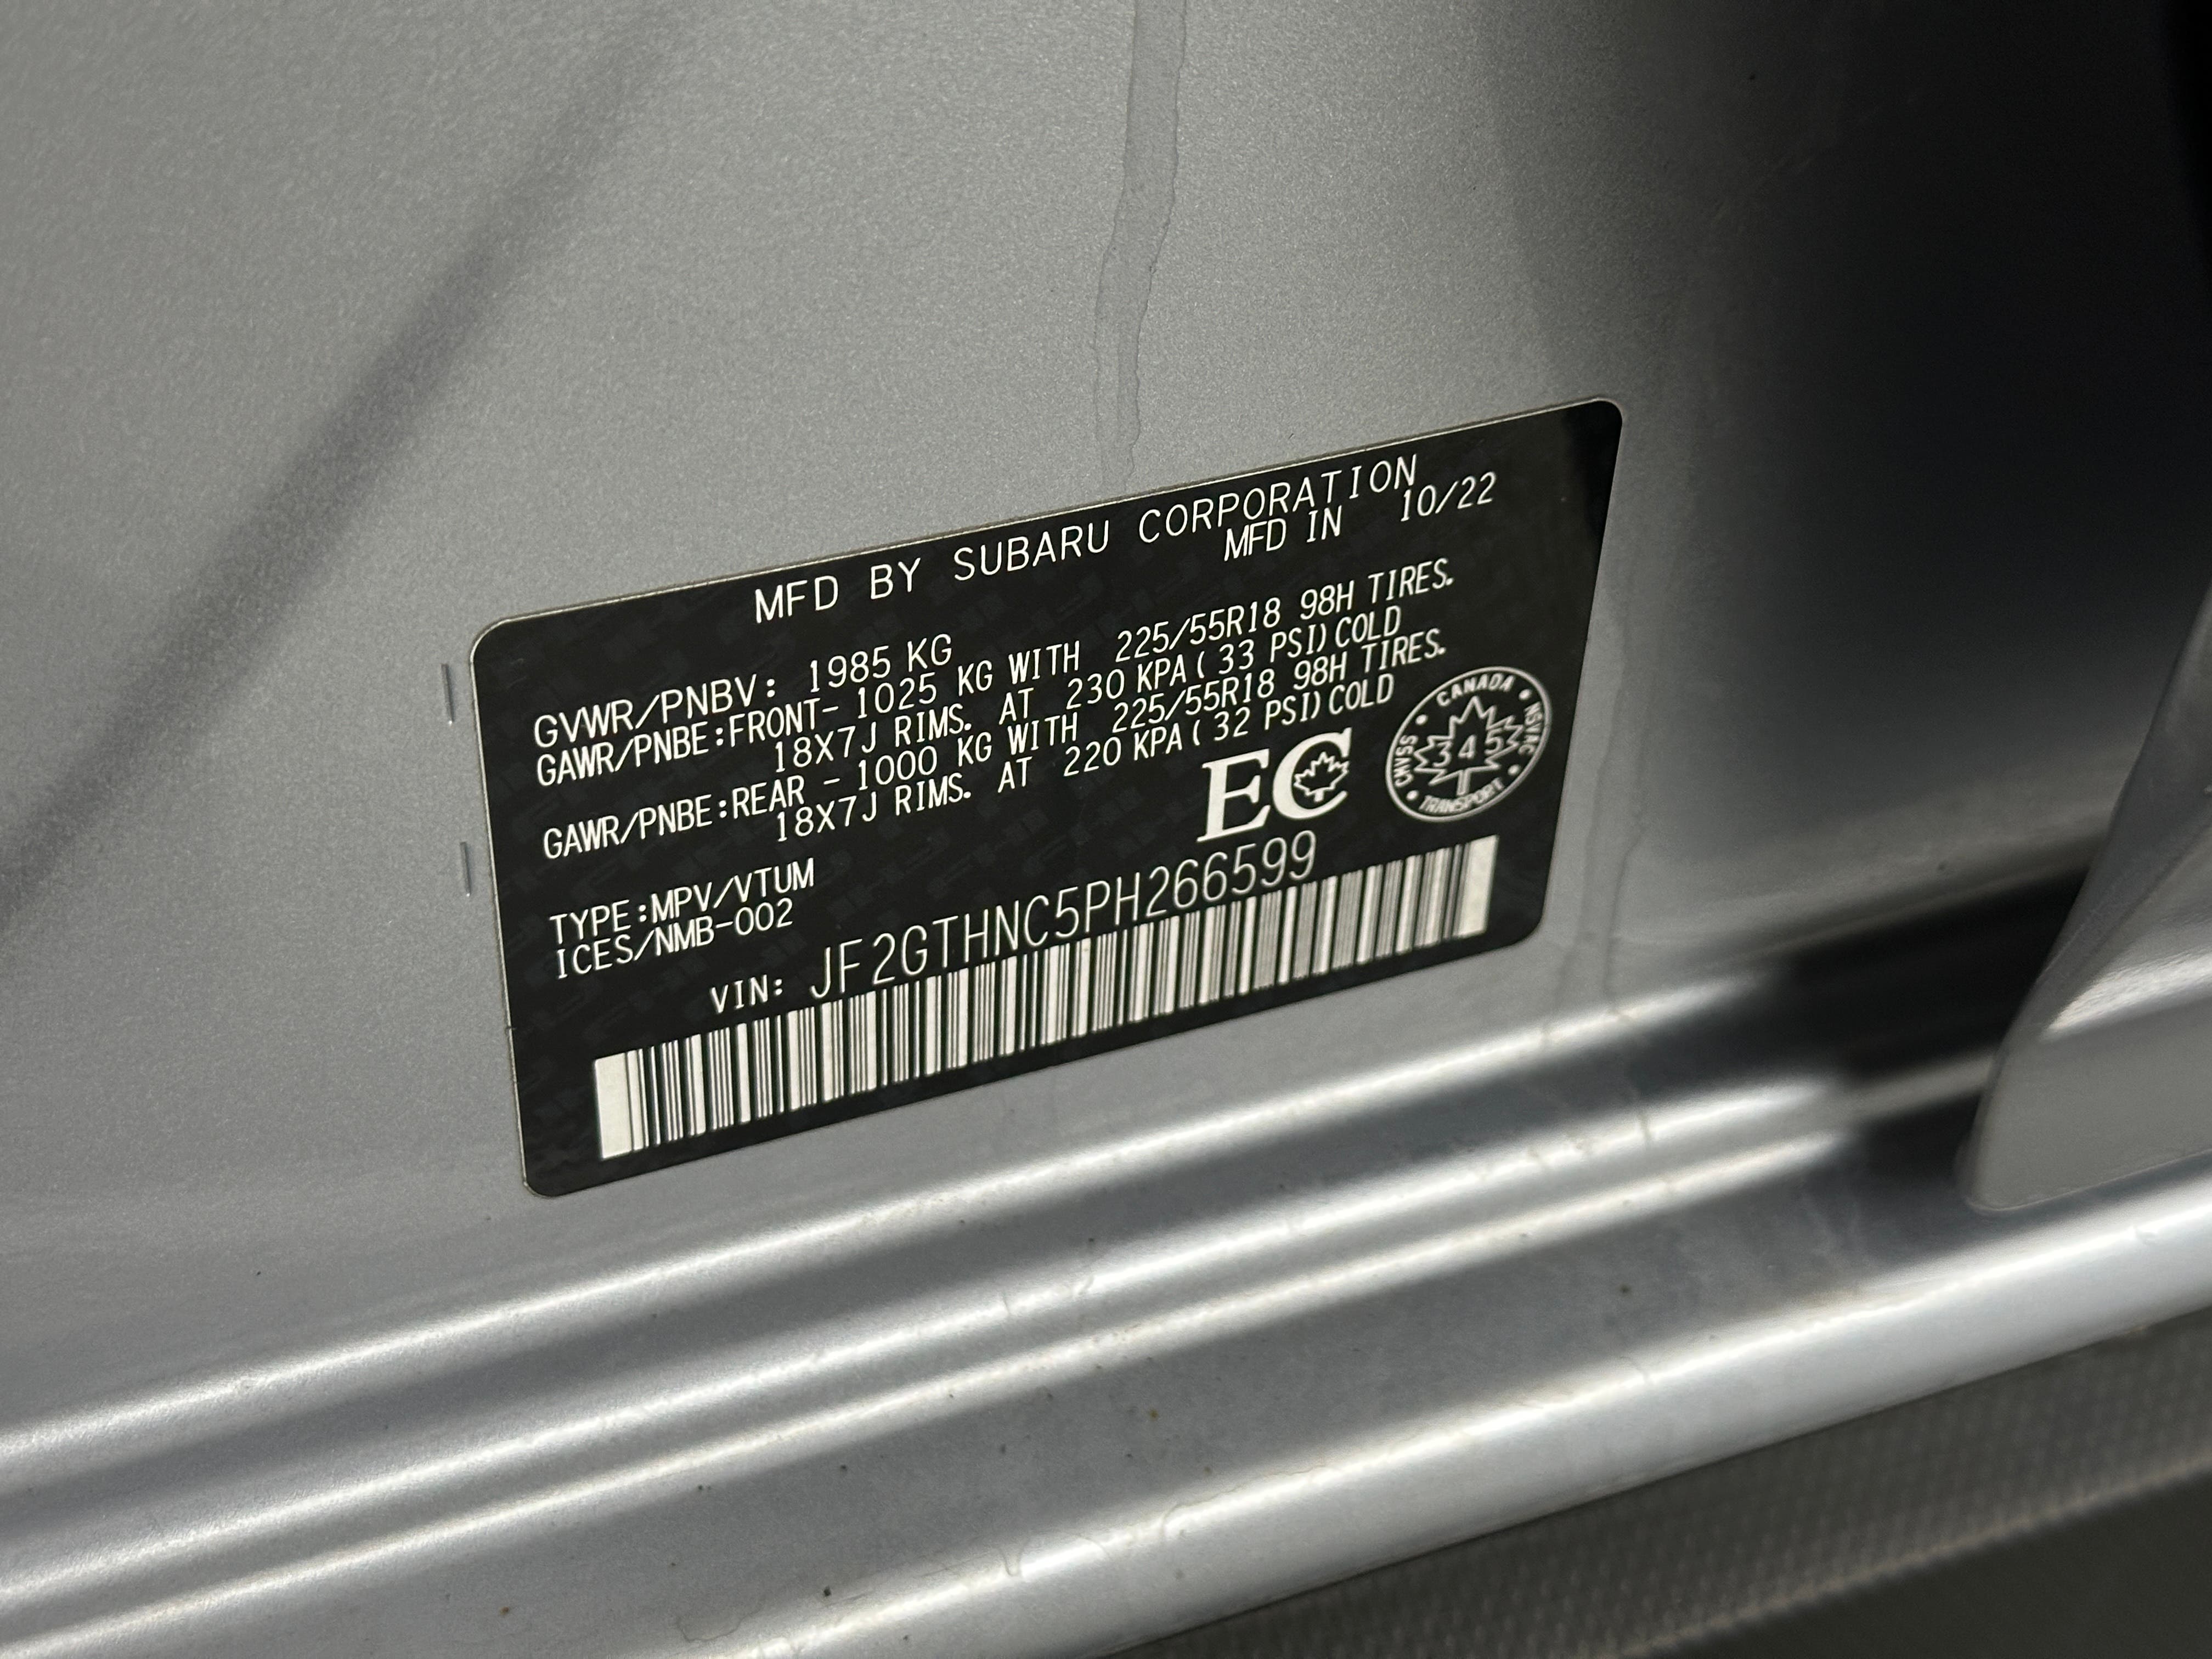 MFD BY SUBARU CORPORATION
MFD IN 10/22
GVWR/PNBV: 1985 KG
GAWR/PNBE:FRONT- 1025 KG WITH 225/55R18 98H TIRES.
18X7J RIMS. AT 230 KPA( 33 PSI)COLD
GAWR/PNBE:REAR - 1000 KG WITH 225/55R18 98H TIRES.
18X7J RIMS. AT 220 KPA( 32 PSI)COLD
EC
CANADA
CMVSS 345 NSVAC
TRANSPORT
TYPE:MPV/VTUM
ICES/NMB-002
VIN: JF2GTHNC5PH266599